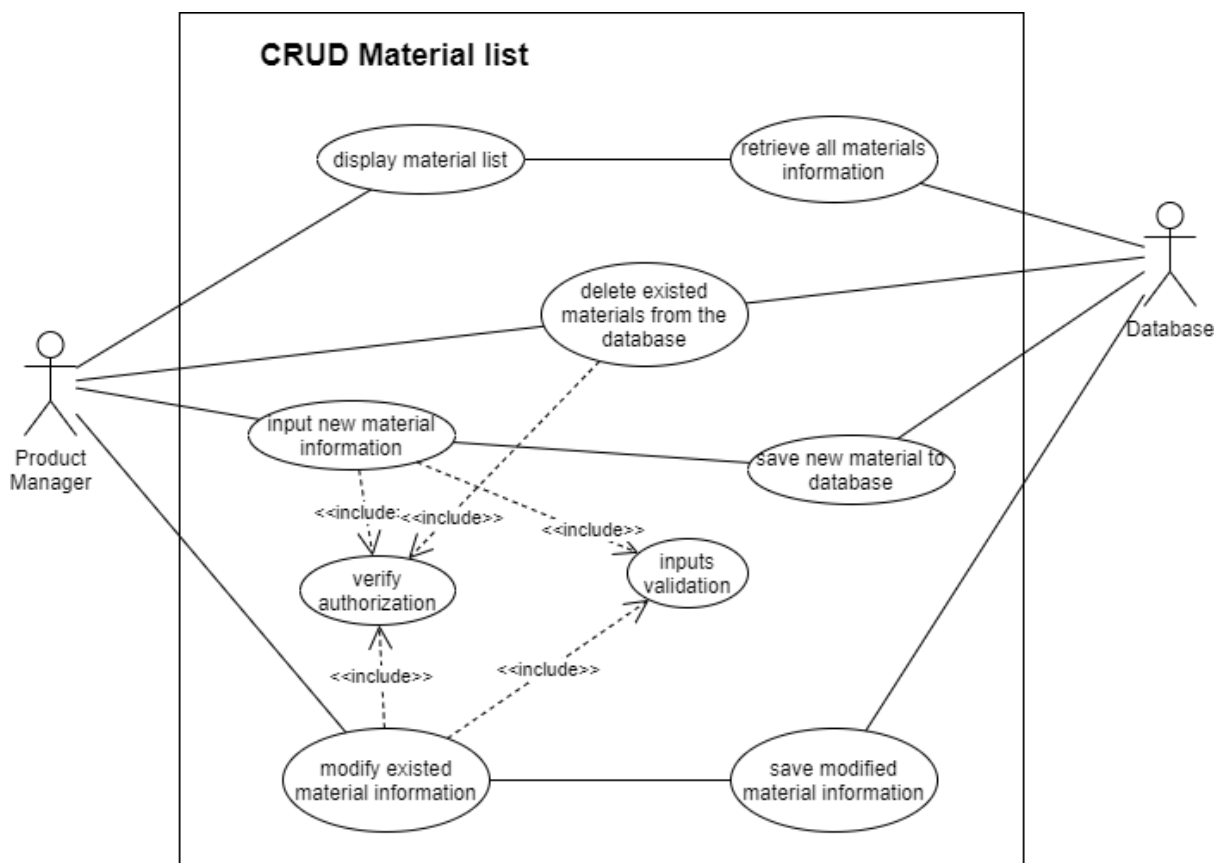 CRUD Material list
display material list
retrieve all materials
information
delete existed
materials from the
database
Database
Product
Manager
input new material
information
save new material to
database
<<include:
<<include>>
<<include>>
verify
authorization
inputs
validation
<<include>>
<<include>>
modify existed
material information
save modified
material information